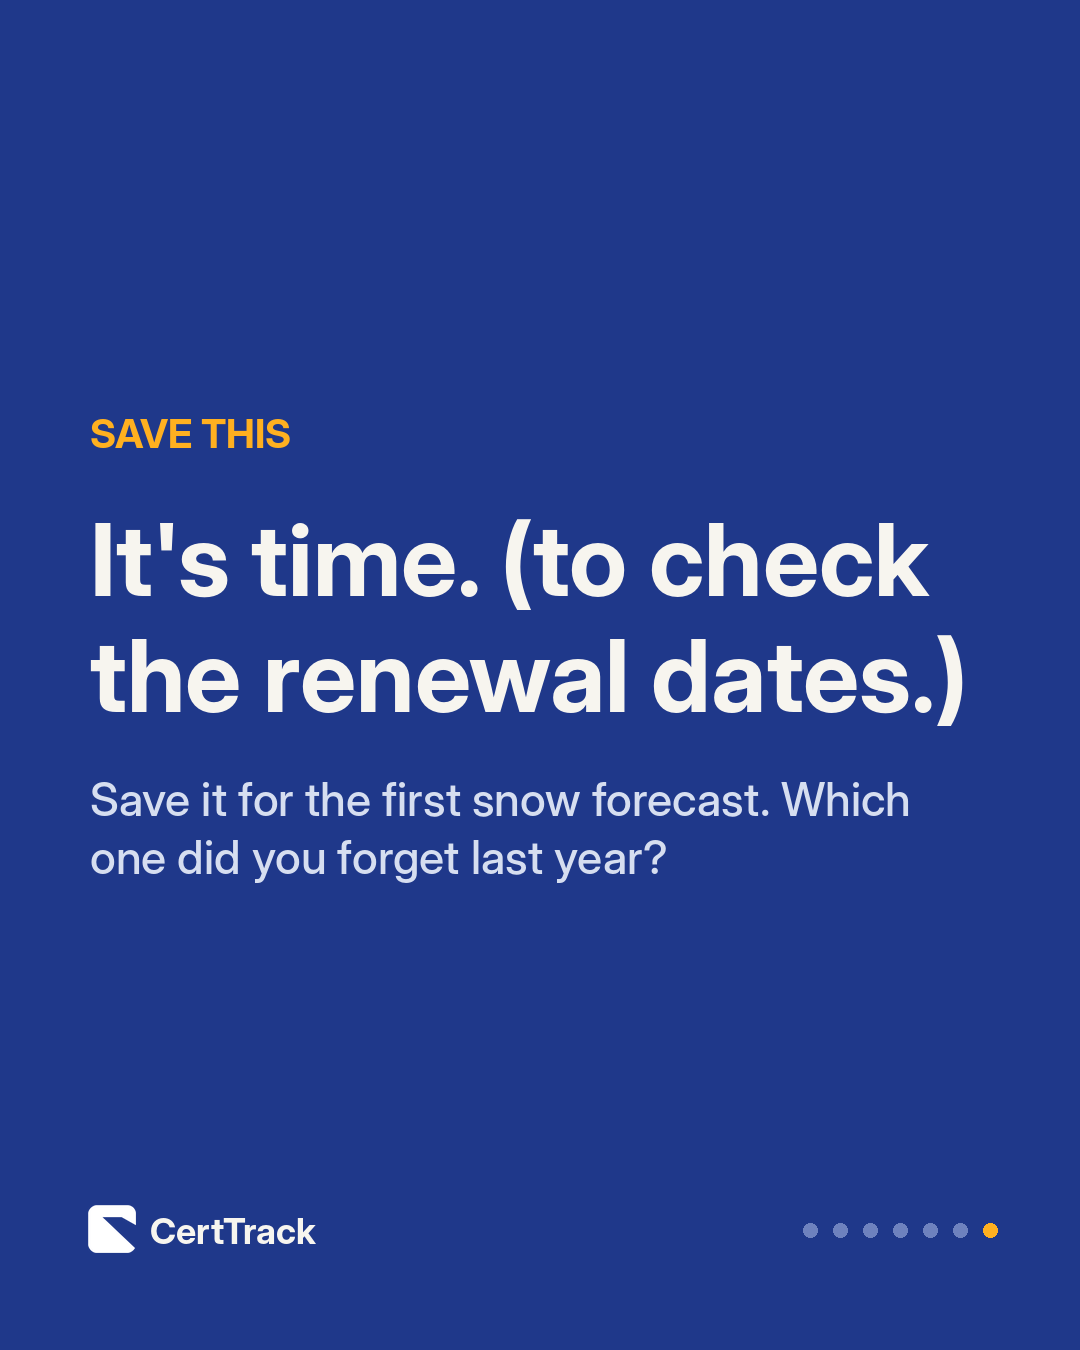 SAVE THIS
It's time. (to check
the renewal dates.)
Save it for the first snow forecast. Which
one did you forget last year?
CertTrack